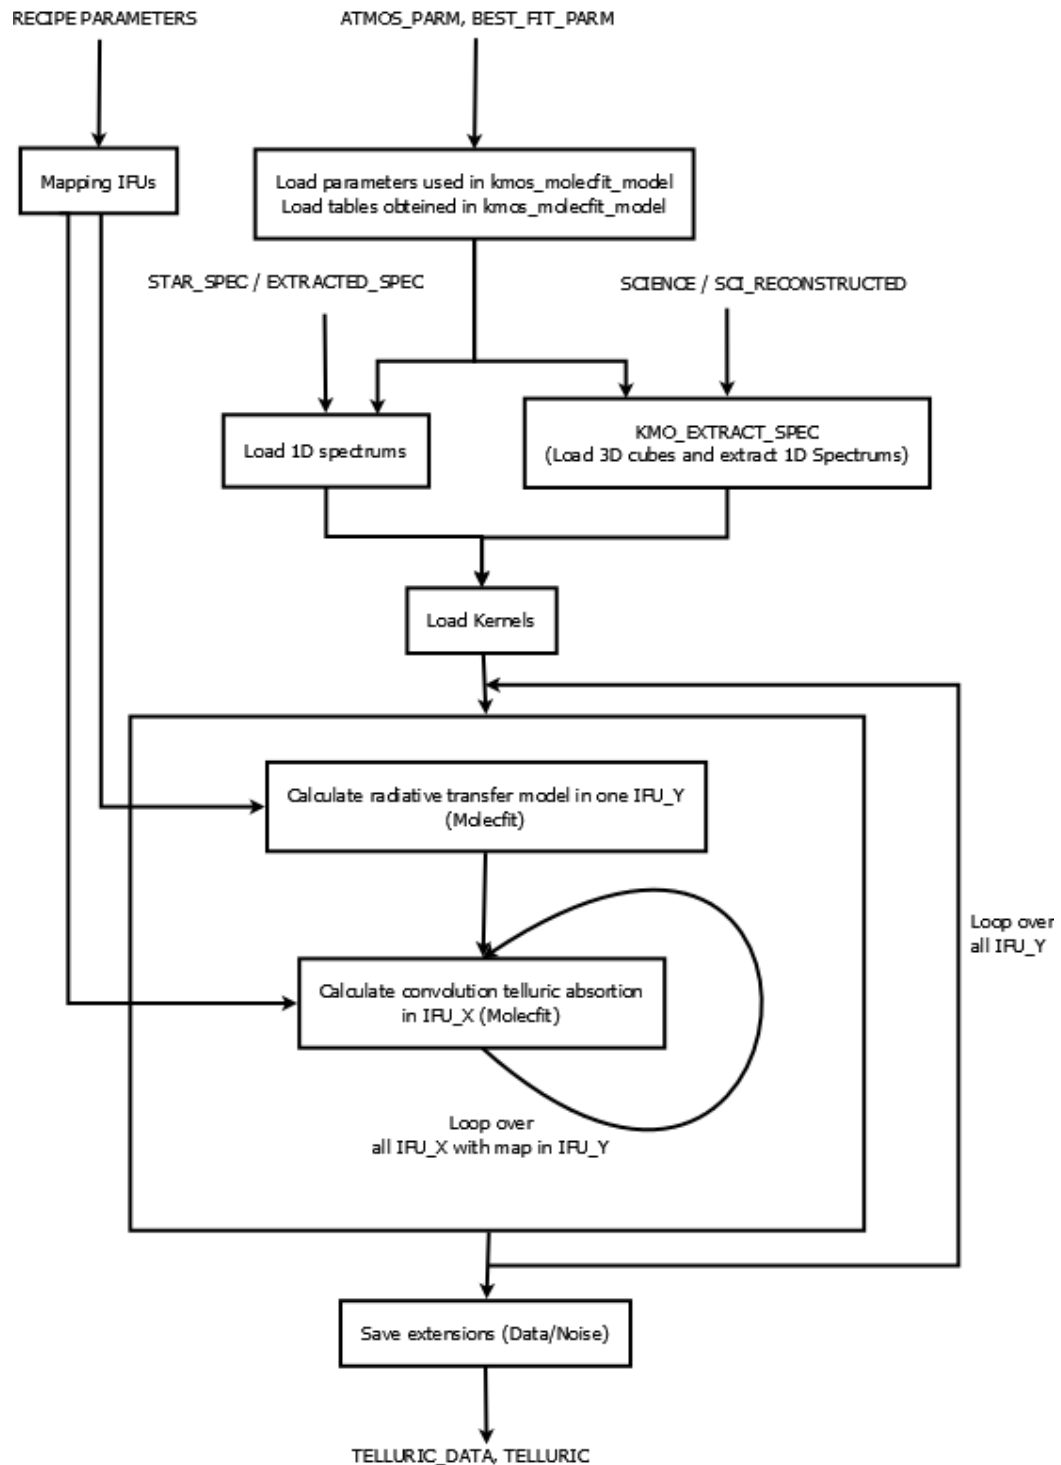 RECIPE PARAMETERS
ATMOS_PARM, BEST_FIT_PARM
Mapping IFUs
Load parameters used in kmos_molecfit_model
Load tables obteined in kmos_molecfit_model
STAR_SPEC / EXTRACTED_SPEC
SCIENCE / SCI_RECONSTRUCTED
Load 1D spectrums
KMO_EXTRACT_SPEC
(Load 3D cubes and extract 1D Spectrums)
Load Kernels
Calculate radiative transfer model in one IFU_Y
(Molecfit)
Loop over
all IFU_Y
Calculate convolution telluric absortion
in IFU_X (Molecfit)
Loop over
all IFU_X with map in IFU_Y
Save extensions (Data/Noise)
TELLURIC_DATA, TELLURIC